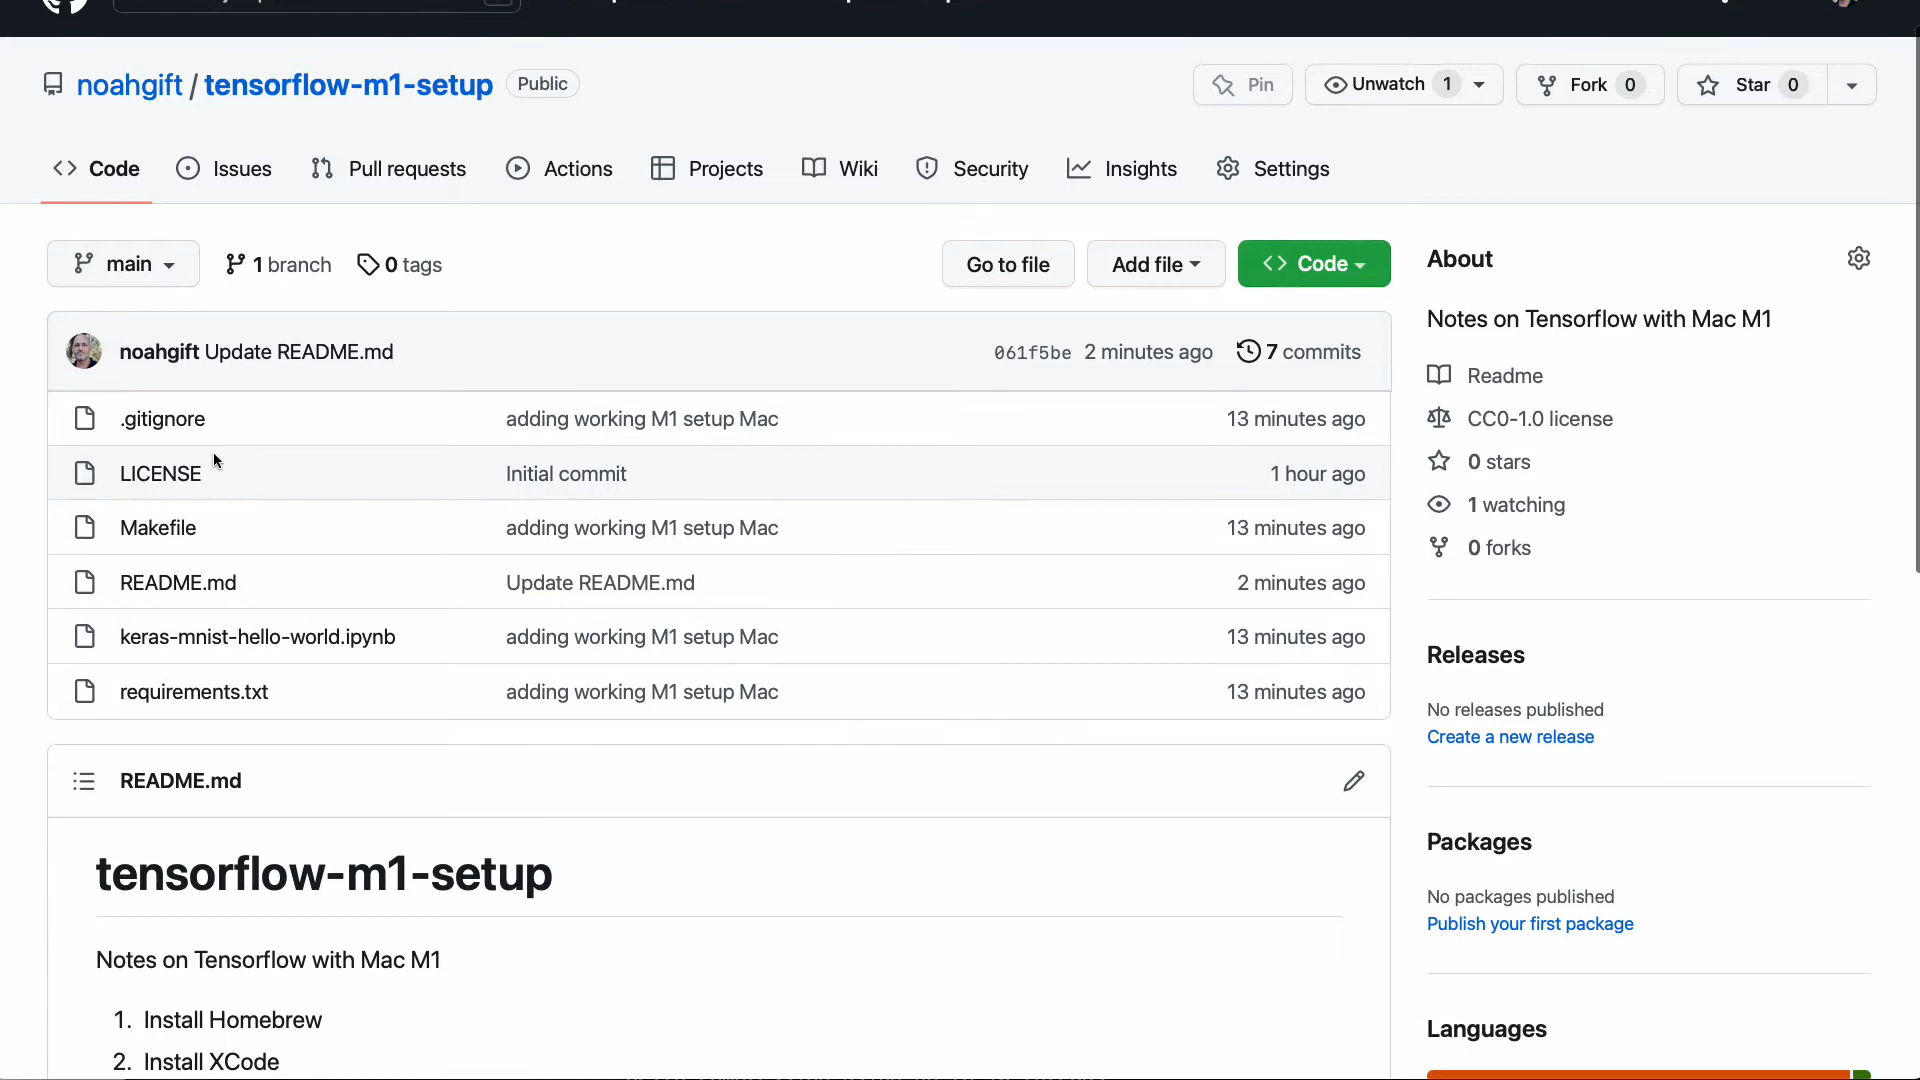 noahgift / tensorflow-m1-setup Public
Pin
Unwatch 1
Fork 0
Star 0
Code
Issues
Pull requests
Actions
Projects
Wiki
Security
Insights
Settings
main
1 branch
0 tags
Go to file
Add file
Code
noahgift Update README.md
061f5be 2 minutes ago
7 commits
.gitignore
adding working M1 setup Mac
13 minutes ago
LICENSE
Initial commit
1 hour ago
Makefile
adding working M1 setup Mac
13 minutes ago
README.md
Update README.md
2 minutes ago
keras-mnist-hello-world.ipynb
adding working M1 setup Mac
13 minutes ago
requirements.txt
adding working M1 setup Mac
13 minutes ago
README.md
tensorflow-m1-setup
Notes on Tensorflow with Mac M1
1. Install Homebrew
2. Install XCode
About
Notes on Tensorflow with Mac M1
Readme
CC0-1.0 license
0 stars
1 watching
0 forks
Releases
No releases published
Create a new release
Packages
No packages published
Publish your first package
Languages